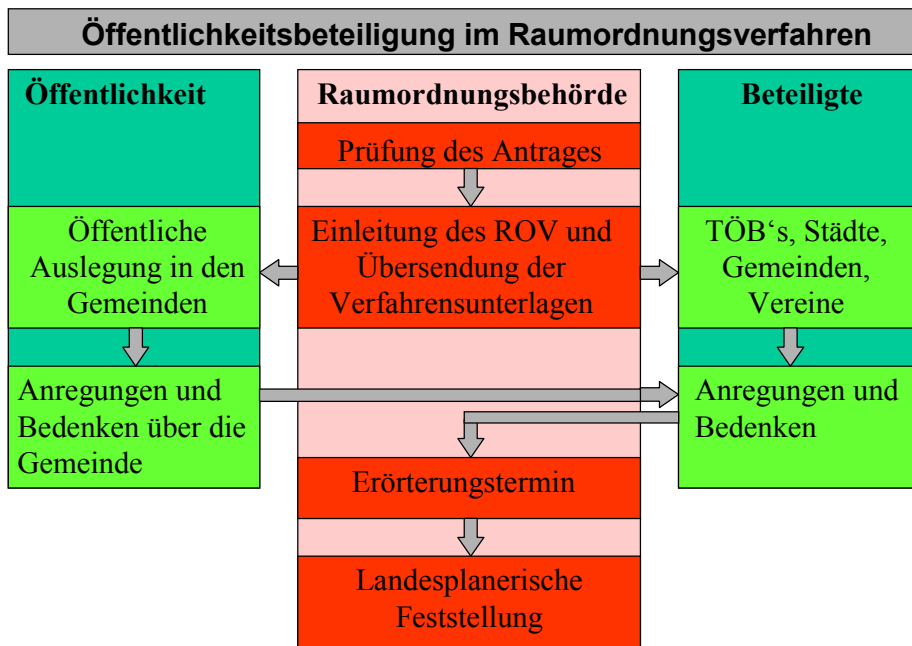 Öffentlichkeitsbeteiligung im Raumordnungsverfahren
Öffentlichkeit
Raumordnungsbehörde
Beteiligte
Prüfung des Antrages
Öffentliche
Auslegung in den
Gemeinden
Einleitung des ROV und
Übersendung der
Verfahrensunterlagen
TÖB‘s, Städte,
Gemeinden,
Vereine
Anregungen und
Bedenken über die
Gemeinde
Anregungen und
Bedenken
Erörterungstermin
Landesplanerische
Feststellung